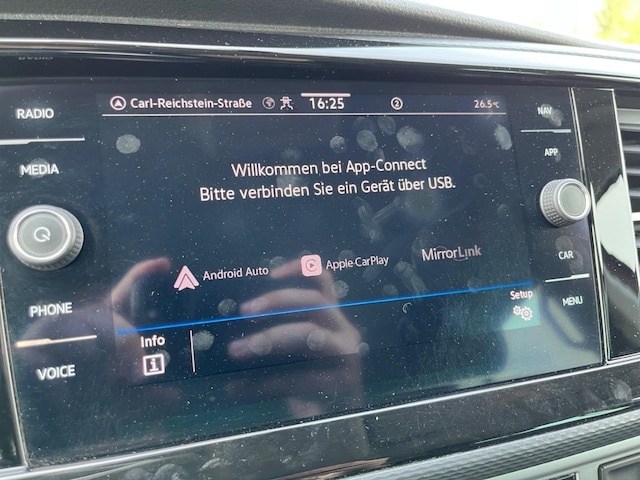 RADIO
MEDIA
PHONE
VOICE
Carl-Reichstein-Straße 16:25 2 26.5°C
Willkommen bei App-Connect
Bitte verbinden Sie ein Gerät über USB.
Android Auto Apple CarPlay MirrorLink
Setup
Info
i
NAV
APP
CAR
MENU